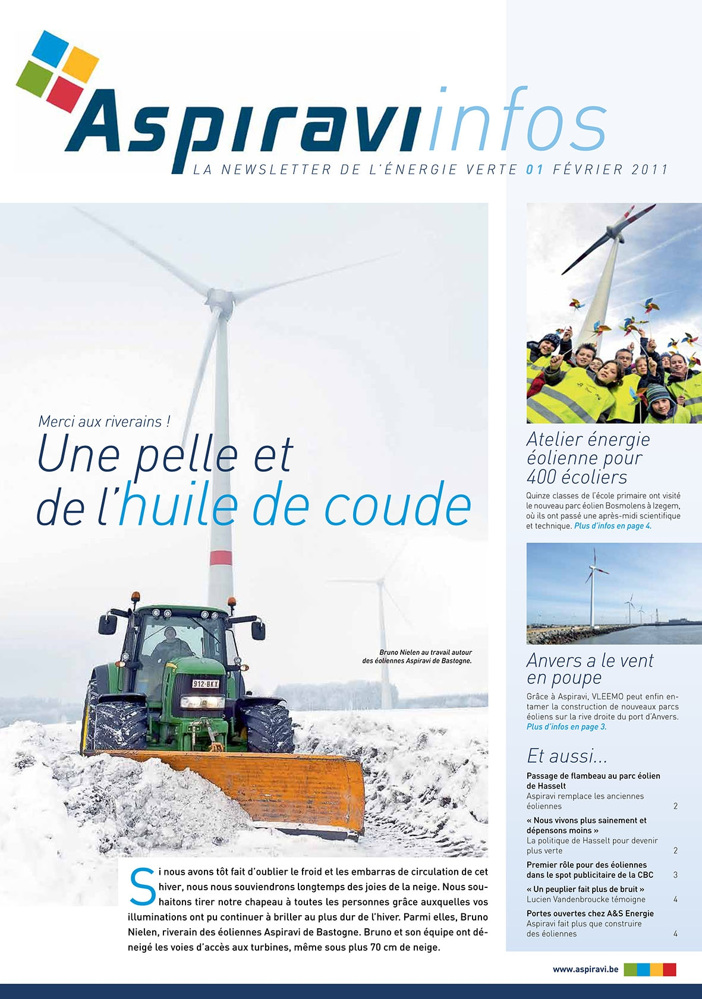 Aspiravi infos
LA NEWSLETTER DE L'ÉNERGIE VERTE 01 FÉVRIER 2011
Merci aux riverains !
Une pelle et
de l'huile de coude
Bruno Nielen au travail autour
des éoliennes Aspiravi de Bastogne.
912·BKX
Si nous avons tôt fait d'oublier le froid et les embarras de circulation de cet
hiver, nous nous souviendrons longtemps des joies de la neige. Nous sou-
haitons tirer notre chapeau à toutes les personnes grâce auxquelles vos
illuminations ont pu continuer à briller au plus dur de l'hiver. Parmi elles, Bruno
Nielen, riverain des éoliennes Aspiravi de Bastogne. Bruno et son équipe ont dé-
neigé les voies d'accès aux turbines, même sous plus 70 cm de neige.
Atelier énergie
éolienne pour
400 écoliers
Quinze classes de l'école primaire ont visité
le nouveau parc éolien Bosmolens à Izegem,
où ils ont passé une après-midi scientifique
et technique. Plus d'infos en page 4.
Anvers a le vent
en poupe
Grâce à Aspiravi, VLEEMO peut enfin en-
tamer la construction de nouveaux parcs
éoliens sur la rive droite du port d'Anvers.
Plus d'infos en page 3.
Et aussi...
Passage de flambeau au parc éolien
de Hasselt
Aspiravi remplace les anciennes
éoliennes 2
« Nous vivons plus sainement et
dépensons moins »
La politique de Hasselt pour devenir
plus verte 2
Premier rôle pour des éoliennes
dans le spot publicitaire de la CBC 3
« Un peuplier fait plus de bruit »
Lucien Vandenbroucke témoigne 4
Portes ouvertes chez A&S Energie
Aspiravi fait plus que construire
des éoliennes 4
www.aspiravi.be